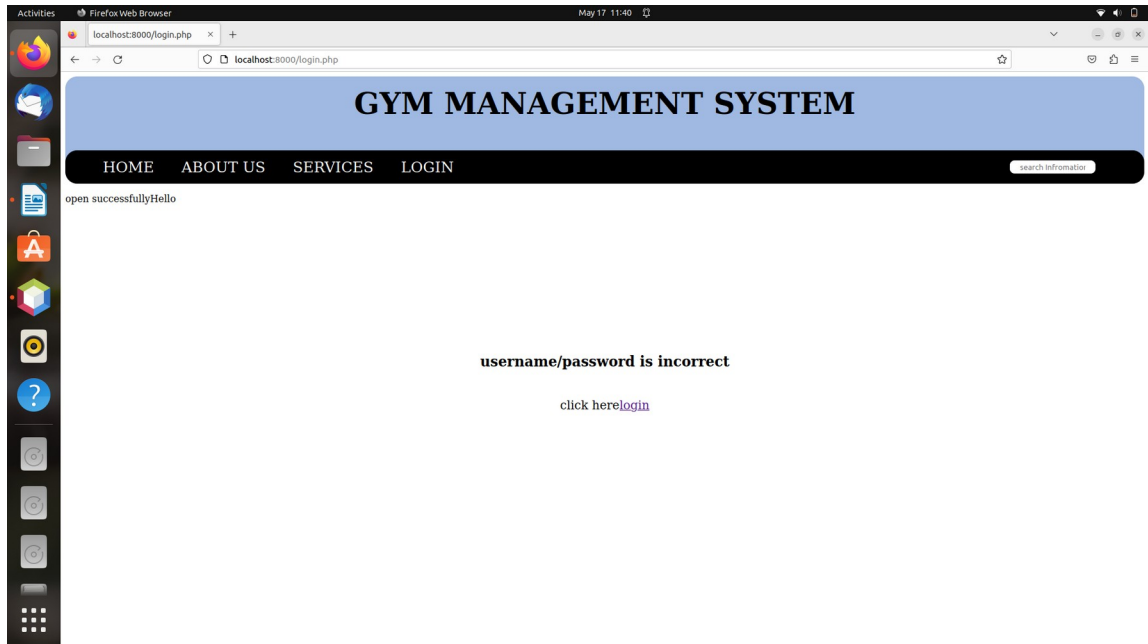 Activities Firefox Web Browser May 17 11:40
localhost:8000/login.php × +
localhost:8000/login.php
GYM MANAGEMENT SYSTEM
HOME ABOUT US SERVICES LOGIN search Infromation
open successfullyHello
username/password is incorrect
click herelogin